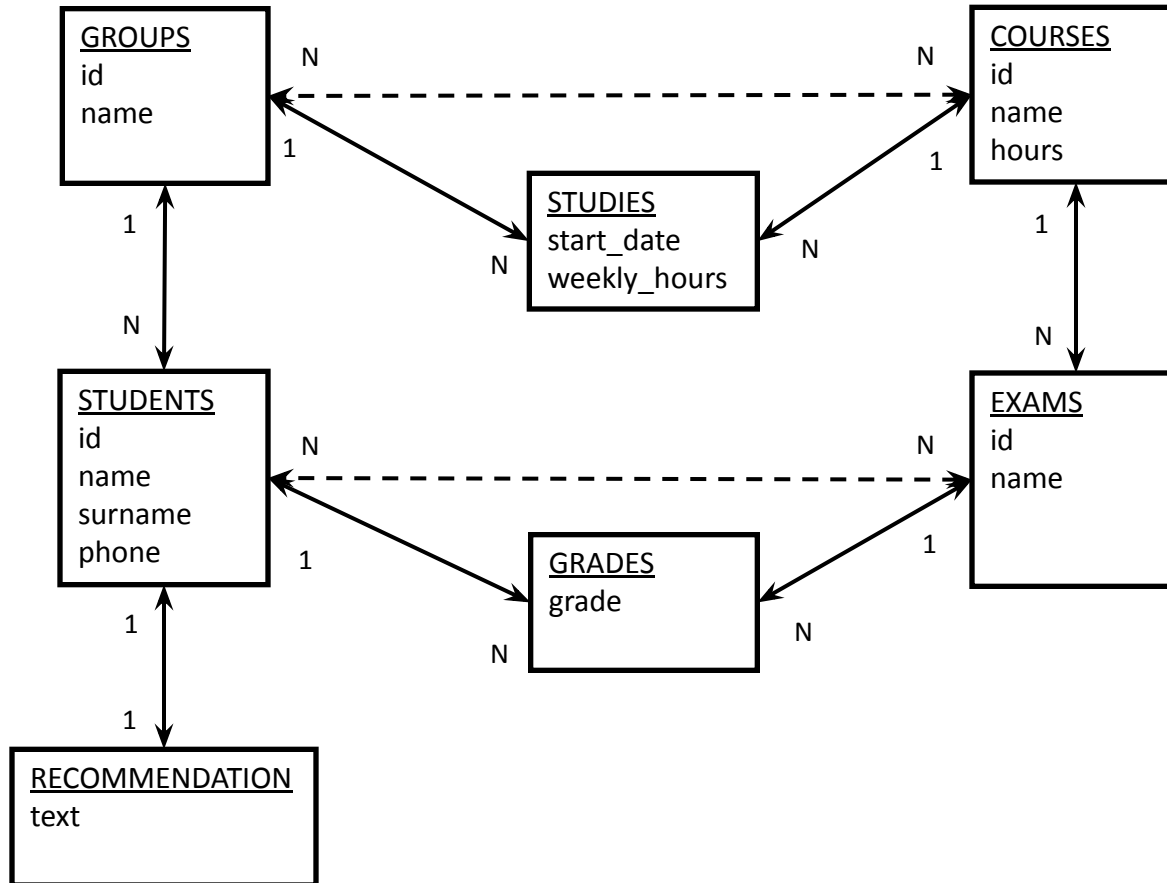 GROUPS
id
name
N
N
COURSES
id
name
hours
1
1
STUDIES
start_date
weekly_hours
N
N
1
N
1
N
STUDENTS
id
name
surname
phone
N
N
EXAMS
id
name
1
1
GRADES
grade
N
N
1
1
RECOMMENDATION
text